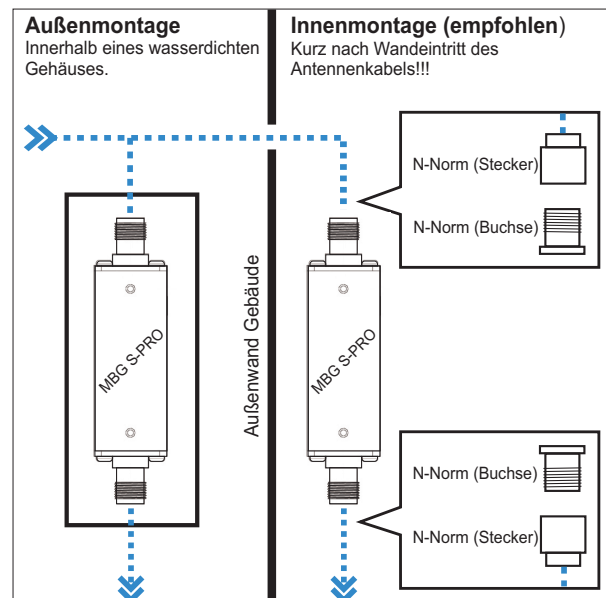 Außenmontage
Innerhalb eines wasserdichten
Gehäuses.
Innenmontage (empfohlen)
Kurz nach Wandeintritt des
Antennenkabels!!!
N-Norm (Stecker)
N-Norm (Buchse)
MBG S-PRO
Außenwand Gebäude
MBG S-PRO
N-Norm (Buchse)
N-Norm (Stecker)